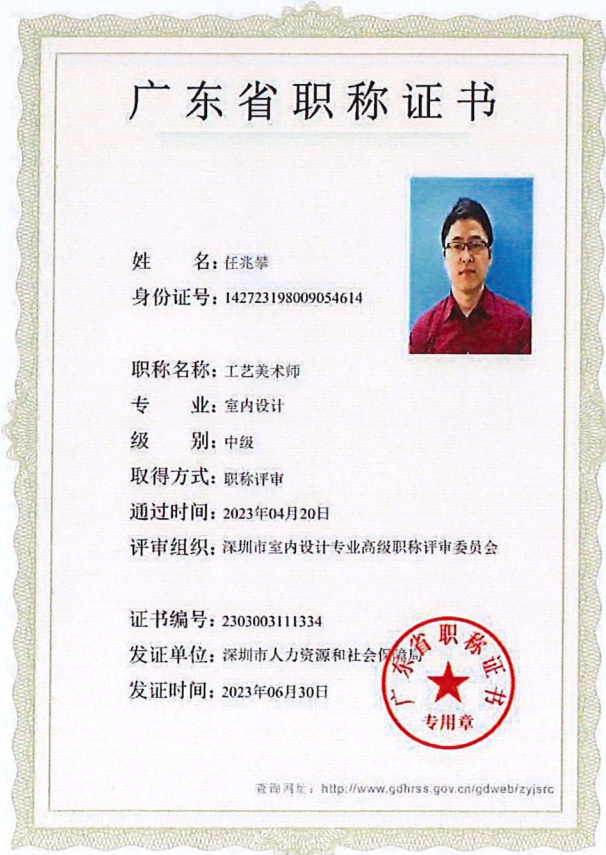 广东省职称证书
姓 名：任兆攀
身份证号：142723198009054614
职称名称：工艺美术师
专 业：室内设计
级 别：中级
取得方式：职称评审
通过时间：2023年04月20日
评审组织：深圳市室内设计专业高级职称评审委员会
证书编号：2303003111334
发证单位：深圳市人力资源和社会保障局
发证时间：2023年06月30日
广东省职称证书
专用章
查询网址：http://www.gdhrss.gov.cn/gdweb/zyjsrc